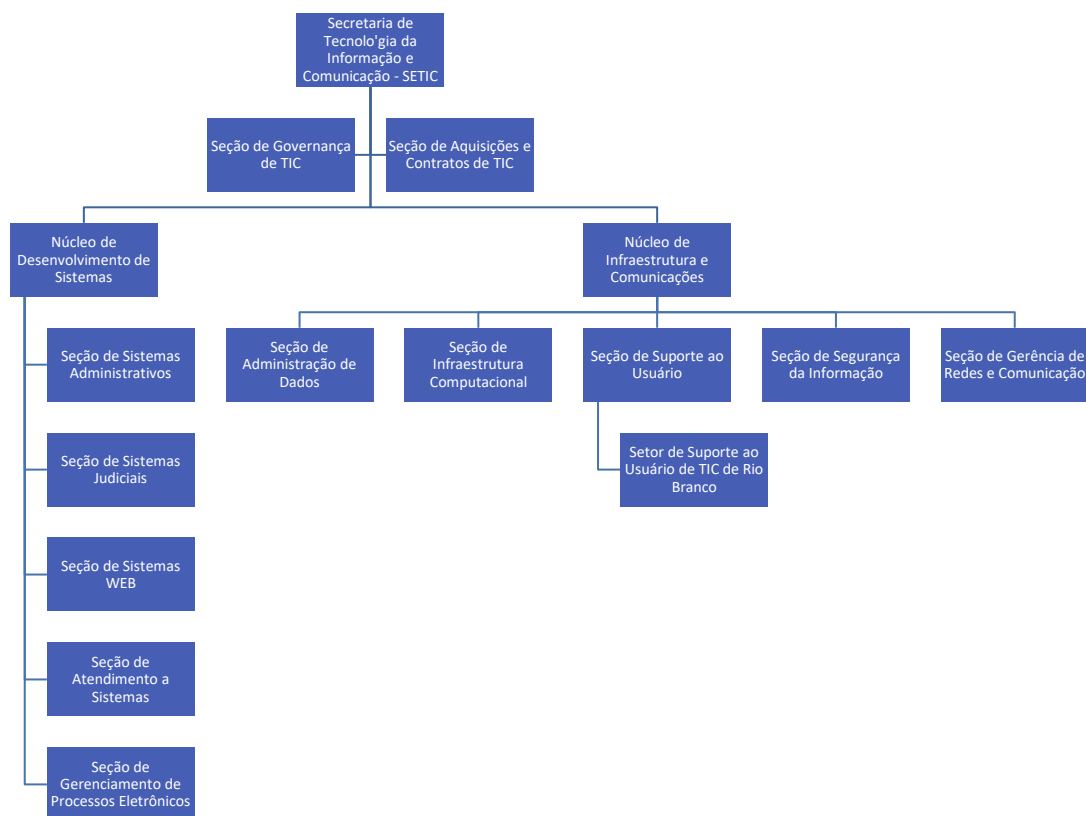 Secretaria de
Tecnolo'gia da
Informação e
Comunicação - SETIC
Seção de Governança
de TIC
Seção de Aquisições e
Contratos de TIC
Núcleo de
Desenvolvimento de
Sistemas
Núcleo de
Infraestrutura e
Comunicações
Seção de Sistemas
Administrativos
Seção de
Administração de
Dados
Seção de
Infraestrutura
Computacional
Seção de Suporte ao
Usuário
Seção de Segurança
da Informação
Seção de Gerência de
Redes e Comunicação
Seção de Sistemas
Judiciais
Setor de Suporte ao
Usuário de TIC de Rio
Branco
Seção de Sistemas
WEB
Seção de
Atendimento a
Sistemas
Seção de
Gerenciamento de
Processos Eletrônicos